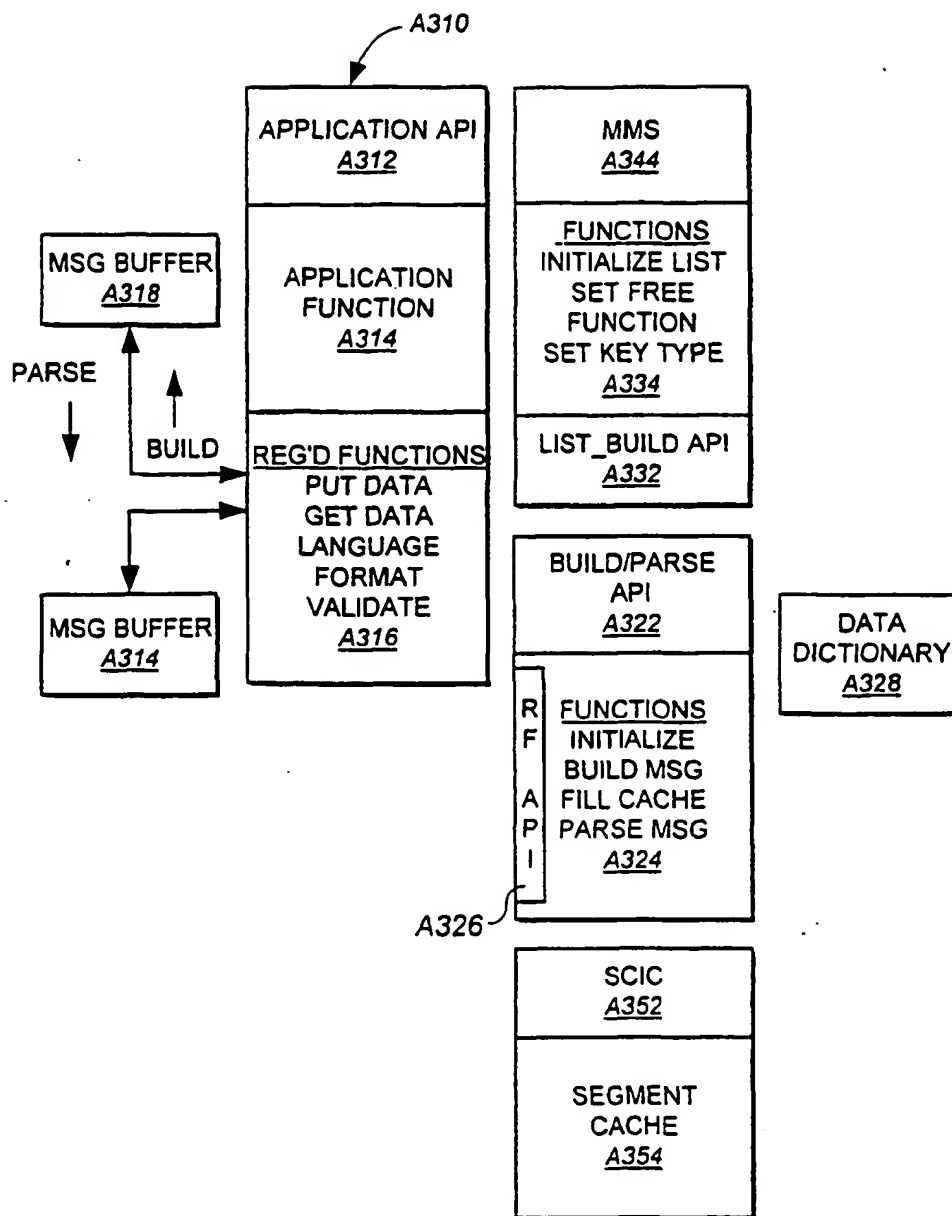 A310
APPLICATION API
A312
APPLICATION
FUNCTION
A314
REG'D FUNCTIONS
PUT DATA
GET DATA
LANGUAGE
FORMAT
VALIDATE
A316
MSG BUFFER
A318
PARSE
BUILD
MSG BUFFER
A314
MMS
A344
FUNCTIONS
INITIALIZE LIST
SET FREE
FUNCTION
SET KEY TYPE
A334
LIST_BUILD API
A332
BUILD/PARSE
API
A322
RF API
FUNCTIONS
INITIALIZE
BUILD MSG
FILL CACHE
PARSE MSG
A324
A326
DATA
DICTIONARY
A328
SCIC
A352
SEGMENT
CACHE
A354